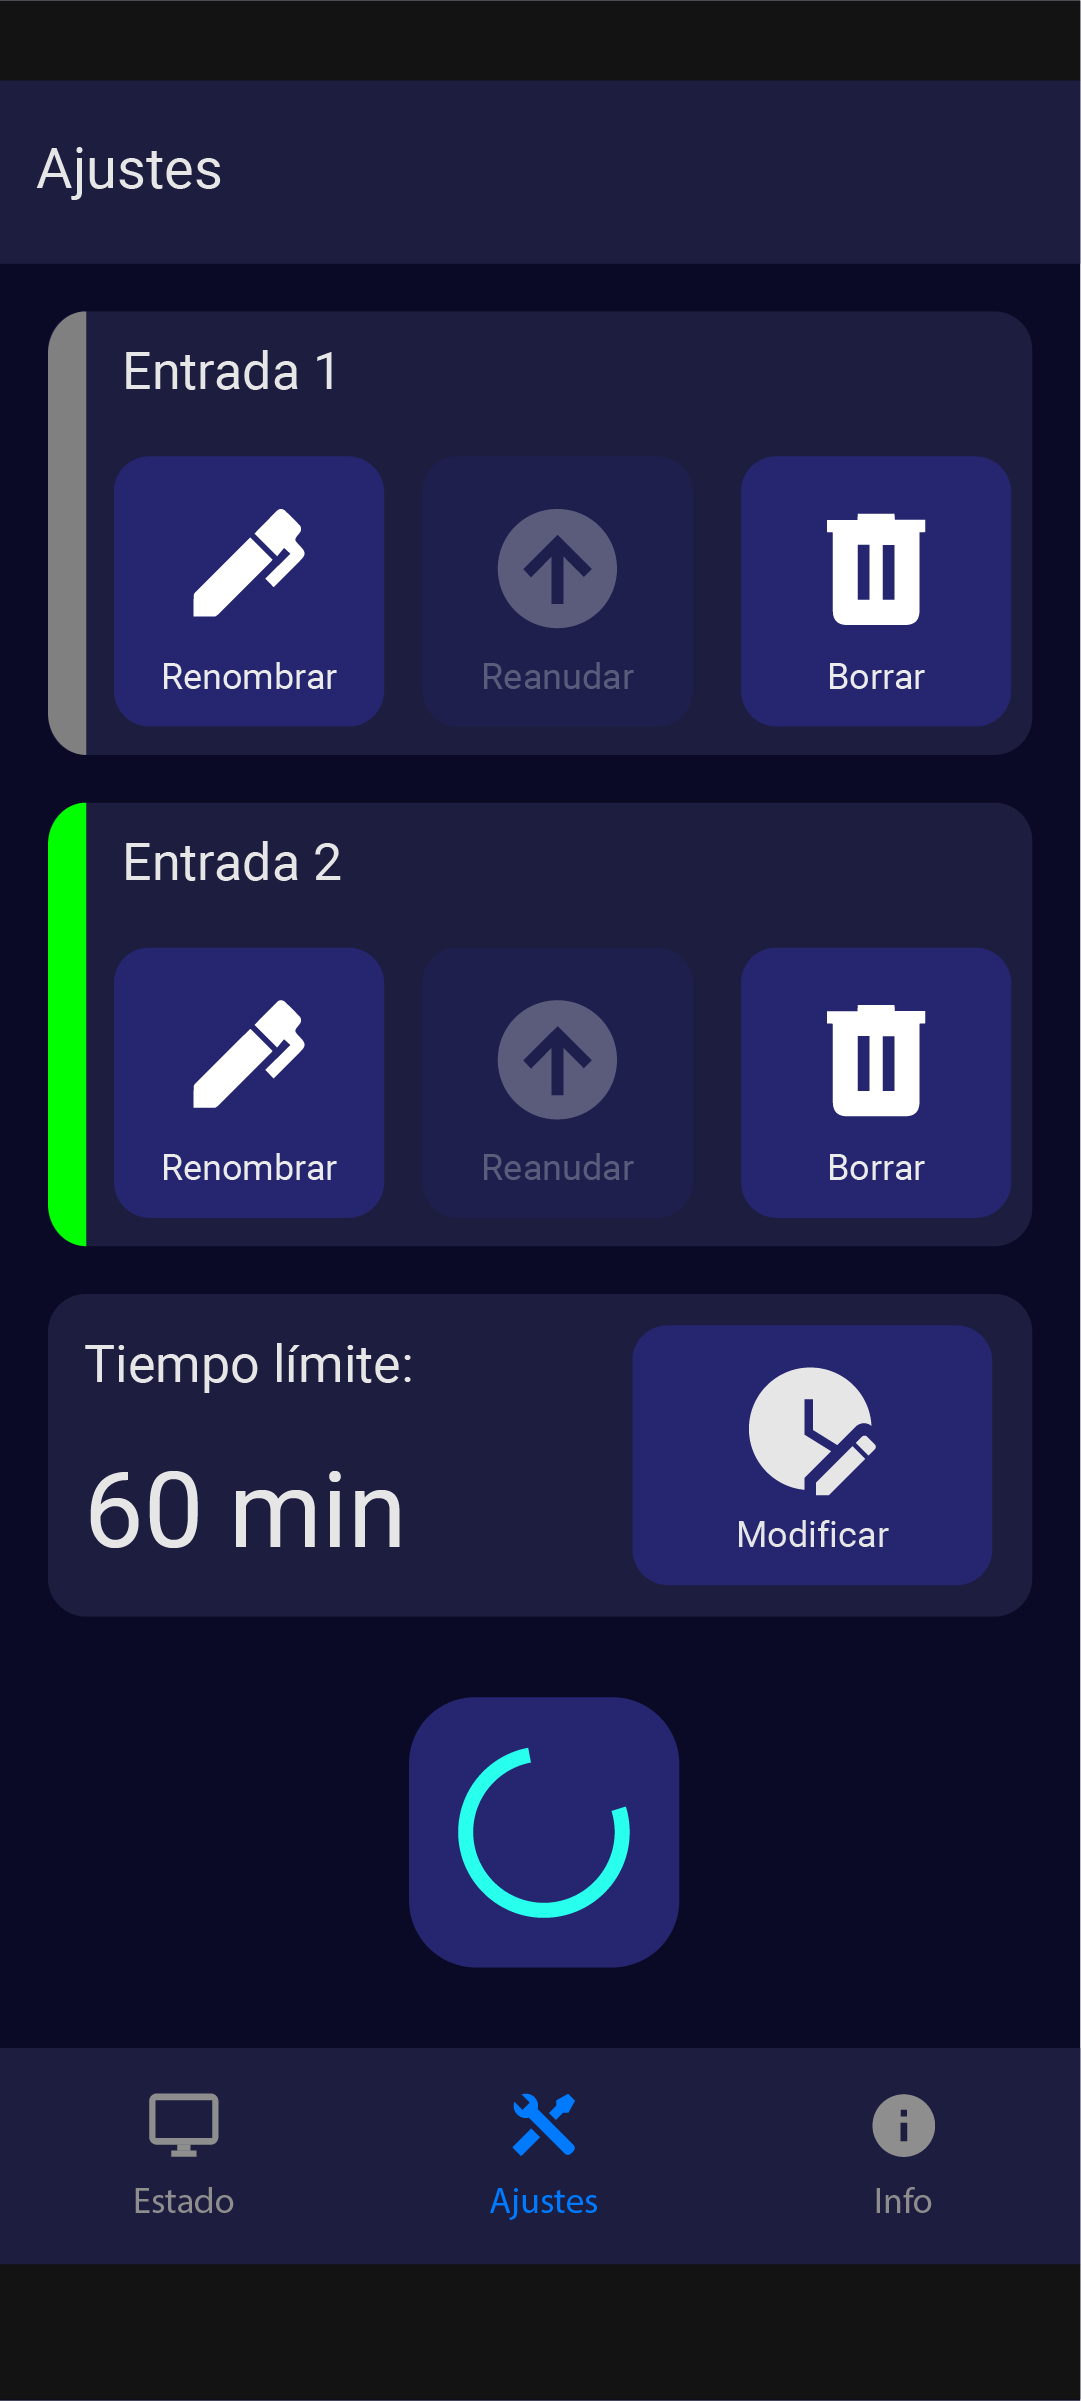 Ajustes
Entrada 1
Renombrar
Reanudar
Borrar
Entrada 2
Renombrar
Reanudar
Borrar
Tiempo límite:
60 min
Modificar
Estado
Ajustes
Info